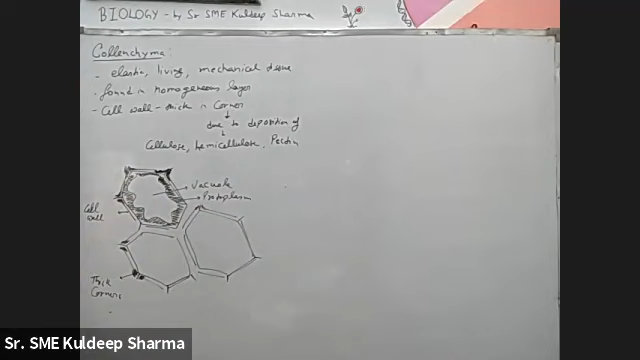 BIOLOGY - by Sr SME Kuldeep Sharma
Collenchyma:
- elastic, living, mechanical tissue
- found in homogeneous layer
- Cell wall - thick in Corner
due to deposition of
Cellulose, hemicellulose, Pectin
Vacuole
Protoplasm
Cell wall
Thick Corners
Sr. SME Kuldeep Sharma